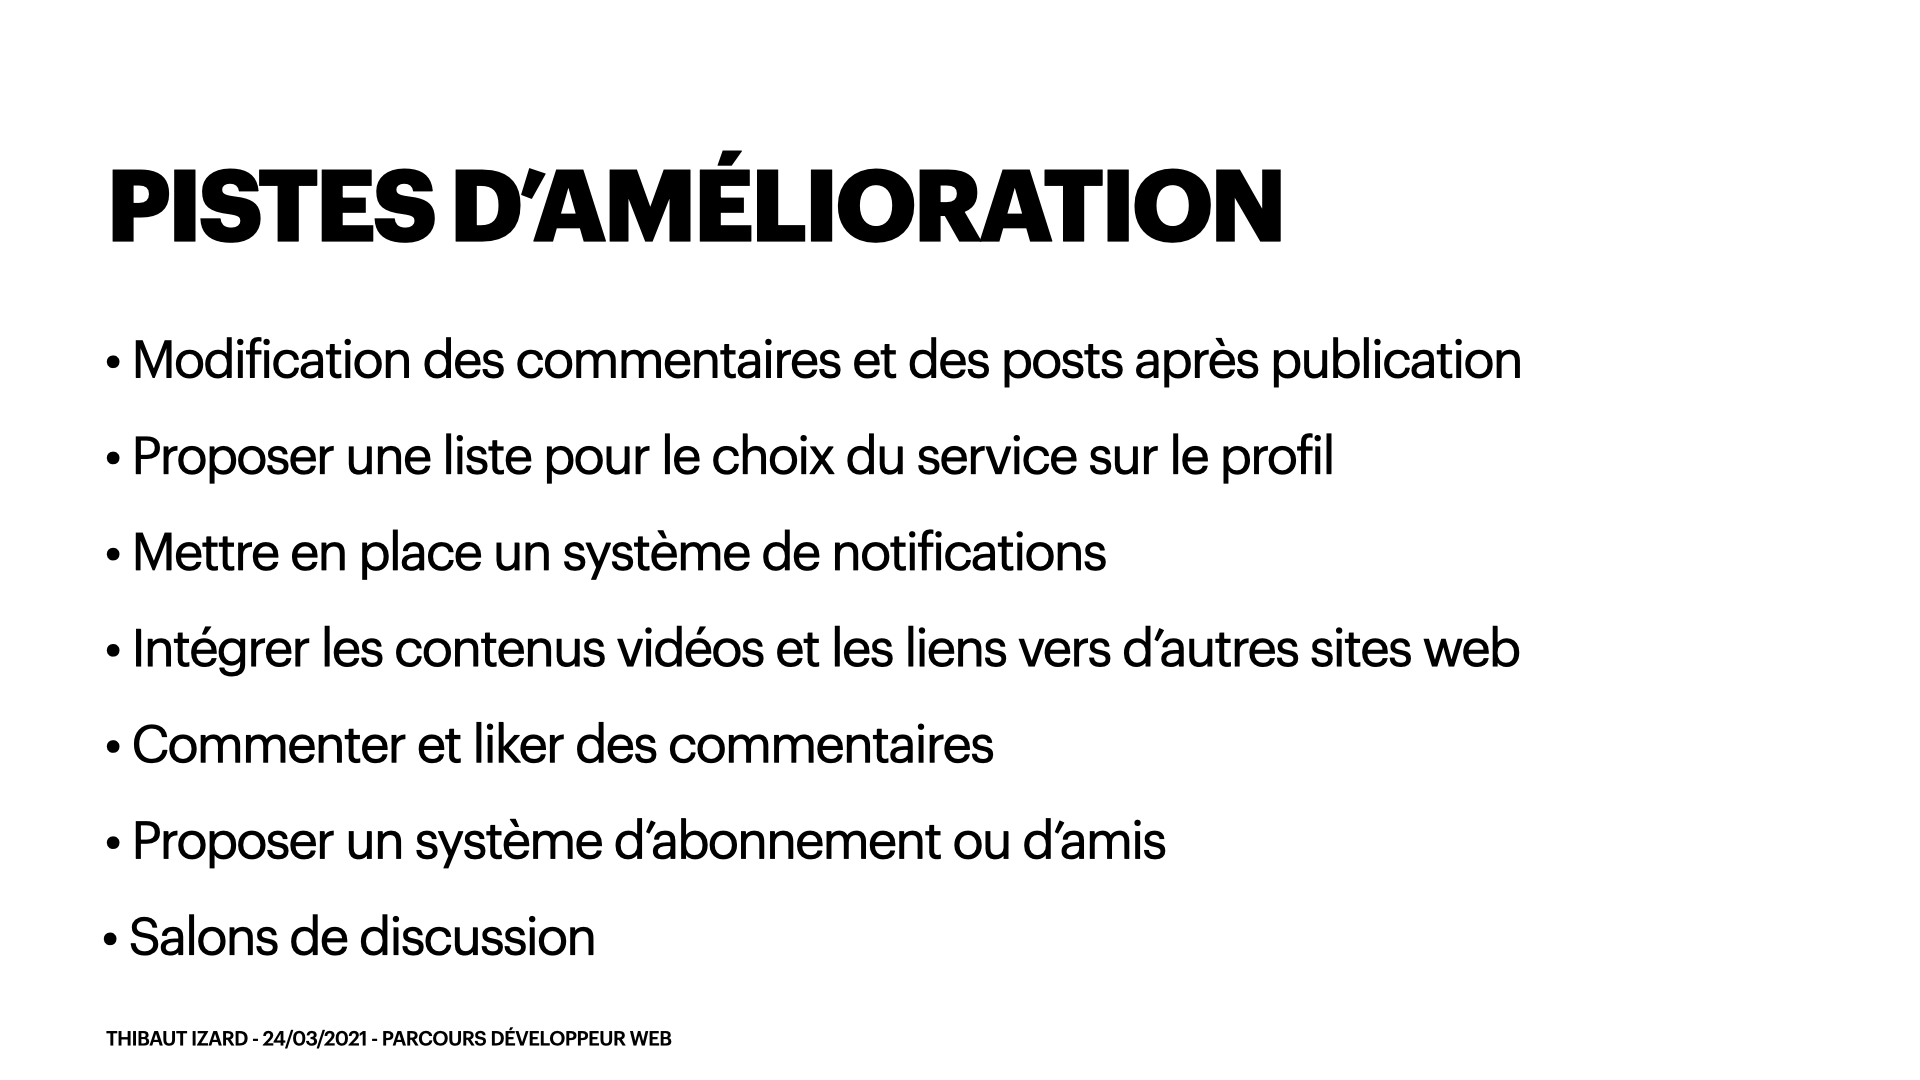 PISTES D’AMÉLIORATION
• Modification des commentaires et des posts après publication
• Proposer une liste pour le choix du service sur le profil
• Mettre en place un système de notifications
• Intégrer les contenus vidéos et les liens vers d’autres sites web
• Commenter et liker des commentaires
• Proposer un système d’abonnement ou d’amis
• Salons de discussion
THIBAUT IZARD - 24/03/2021 - PARCOURS DÉVELOPPEUR WEB